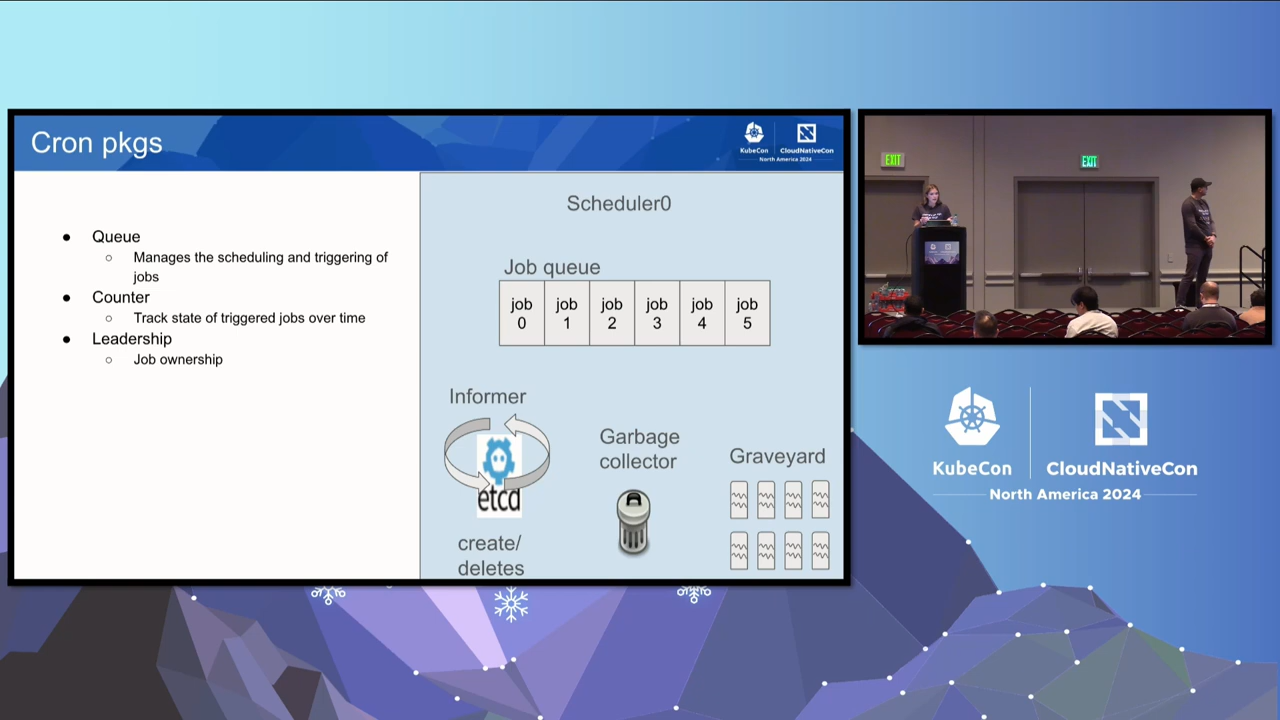 Cron pkgs
KubeCon
CloudNativeCon
North America 2024
● Queue
○ Manages the scheduling and triggering of
jobs
● Counter
○ Track state of triggered jobs over time
● Leadership
○ Job ownership
Scheduler0
Job queue
job job job job job job
0 1 2 3 4 5
Informer
etcd
create/
deletes
Garbage
collector
Graveyard
EXIT
EXIT
KubeCon
CloudNativeCon
North America 2024